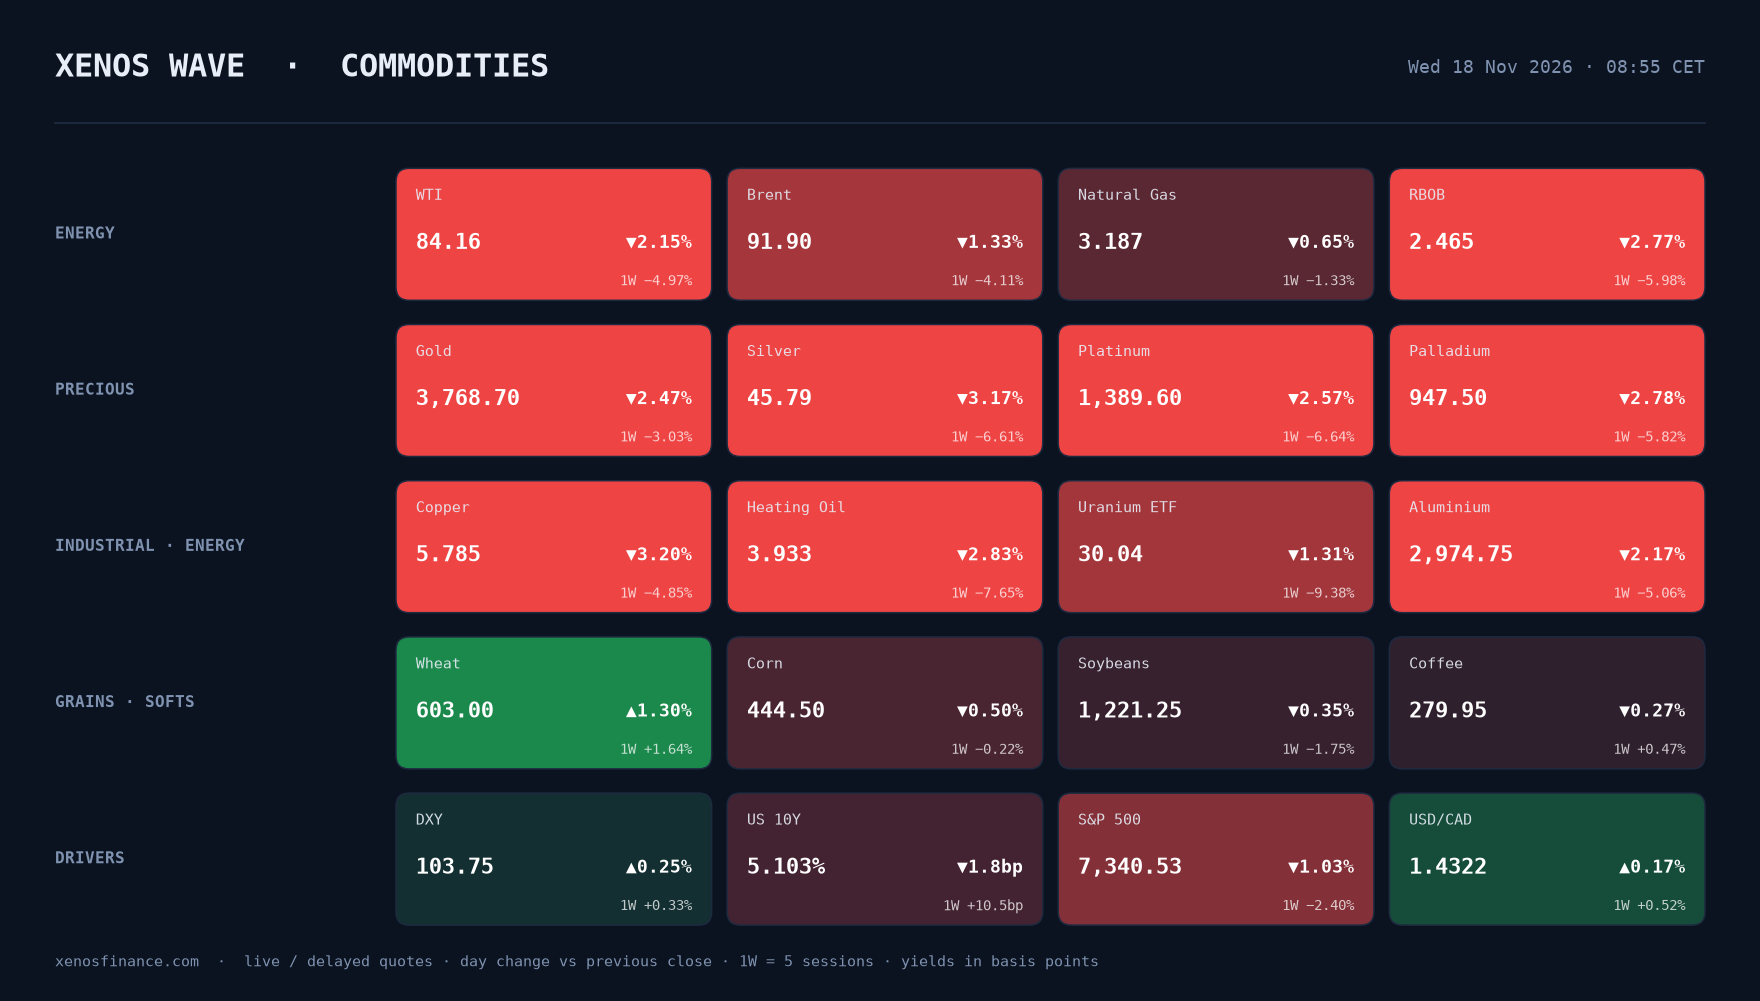 XENOS WAVE · COMMODITIES
Wed 18 Nov 2026 · 08:55 CET
ENERGY
WTI
84.16 ▼2.15%
1W −4.97%
Brent
91.90 ▼1.33%
1W −4.11%
Natural Gas
3.187 ▼0.65%
1W −1.33%
RBOB
2.465 ▼2.77%
1W −5.98%
PRECIOUS
Gold
3,768.70 ▼2.47%
1W −3.03%
Silver
45.79 ▼3.17%
1W −6.61%
Platinum
1,389.60 ▼2.57%
1W −6.64%
Palladium
947.50 ▼2.78%
1W −5.82%
INDUSTRIAL · ENERGY
Copper
5.785 ▼3.20%
1W −4.85%
Heating Oil
3.933 ▼2.83%
1W −7.65%
Uranium ETF
30.04 ▼1.31%
1W −9.38%
Aluminium
2,974.75 ▼2.17%
1W −5.06%
GRAINS · SOFTS
Wheat
603.00 ▲1.30%
1W +1.64%
Corn
444.50 ▼0.50%
1W −0.22%
Soybeans
1,221.25 ▼0.35%
1W −1.75%
Coffee
279.95 ▼0.27%
1W +0.47%
DRIVERS
DXY
103.75 ▲0.25%
1W +0.33%
US 10Y
5.103% ▼1.8bp
1W +10.5bp
S&P 500
7,340.53 ▼1.03%
1W −2.40%
USD/CAD
1.4322 ▲0.17%
1W +0.52%
xenosfinance.com · live / delayed quotes · day change vs previous close · 1W = 5 sessions · yields in basis points